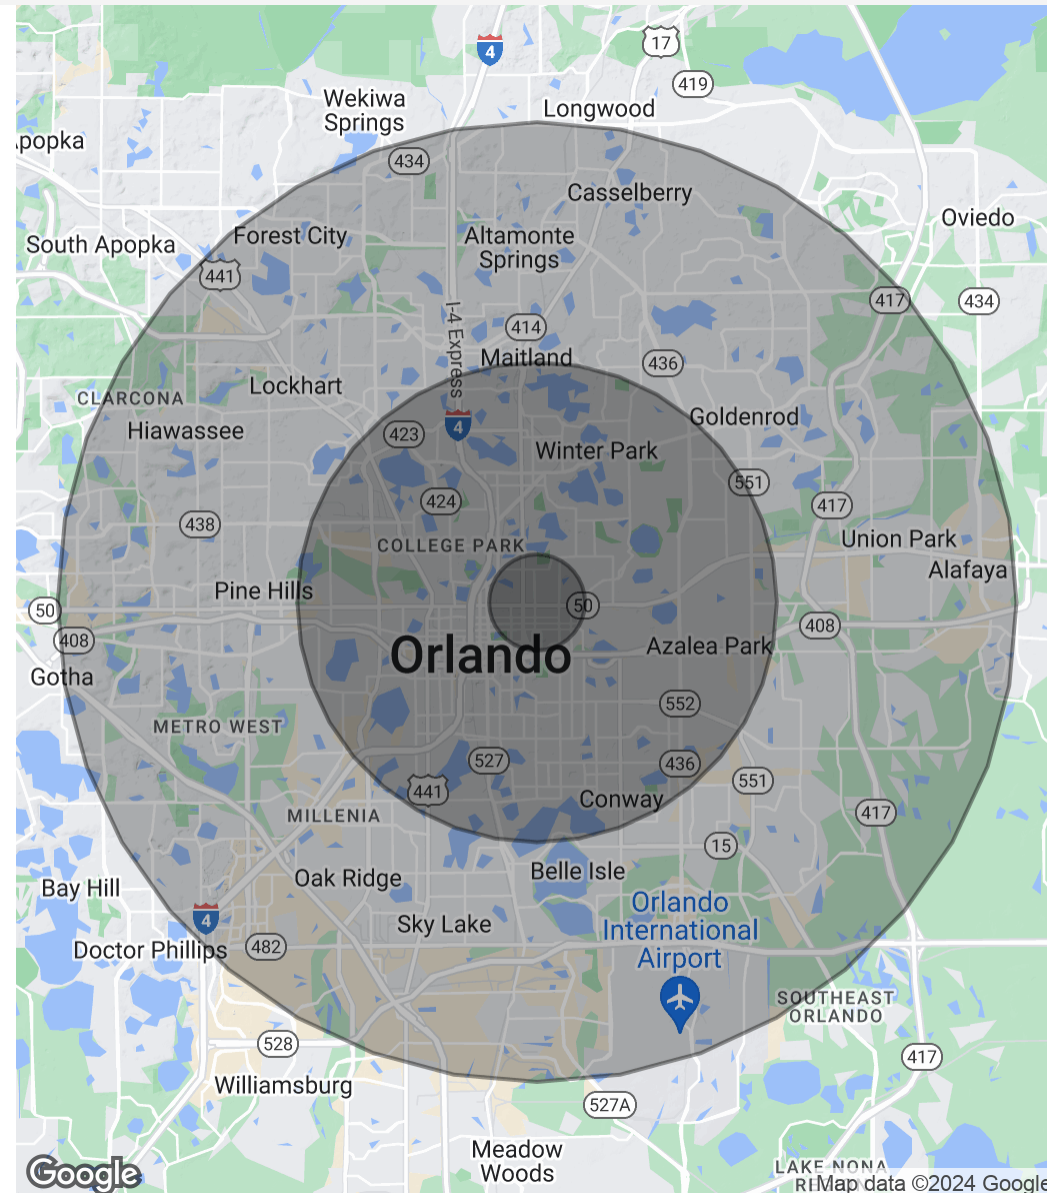 4
17
419
Wekiwa
Springs
Longwood
Apopka
434
Casselberry
Oviedo
South Apopka
Forest City
Altamonte
Springs
441
417
434
I-4 Express
414
Maitland
436
Lockhart
CLARCONA
Goldenrod
Hiawassee
423
4
Winter Park
551
424
417
438
COLLEGE PARK
Union Park
Alafaya
Pine Hills
50
50
408
408
Orlando
Azalea Park
Gotha
552
METRO WEST
527
436
551
441
Conway
MILLENIA
417
15
Oak Ridge
Belle Isle
Bay Hill
Orlando
International
Airport
4
Sky Lake
Doctor Phillips
482
SOUTHEAST
ORLANDO
528
417
Williamsburg
527A
Meadow
Woods
LAKE NONA
Google
Map data ©2024 Google